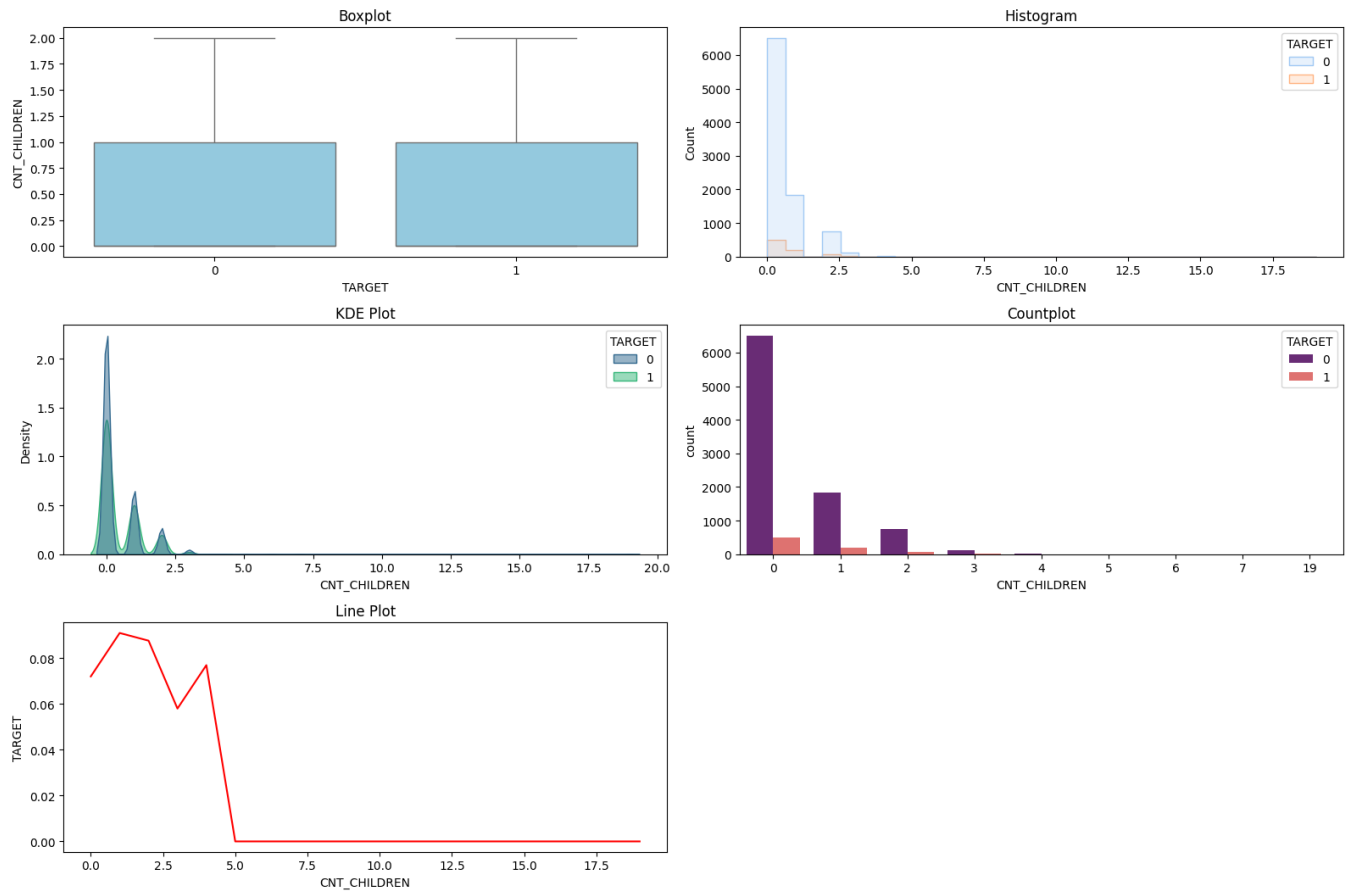 Boxplot
2.00
1.75
1.50
1.25
1.00
0.75
0.50
0.25
0.00
CNT_CHILDREN
0 1
TARGET
Histogram
6000
5000
4000
3000
2000
1000
0
Count
TARGET
0
1
0.0 2.5 5.0 7.5 10.0 12.5 15.0 17.5
CNT_CHILDREN
KDE Plot
2.0
1.5
1.0
0.5
0.0
Density
TARGET
0
1
0.0 2.5 5.0 7.5 10.0 12.5 15.0 17.5 20.0
CNT_CHILDREN
Countplot
6000
5000
4000
3000
2000
1000
0
count
TARGET
0
1
0 1 2 3 4 5 6 7 19
CNT_CHILDREN
Line Plot
0.08
0.06
0.04
0.02
0.00
TARGET
0.0 2.5 5.0 7.5 10.0 12.5 15.0 17.5
CNT_CHILDREN